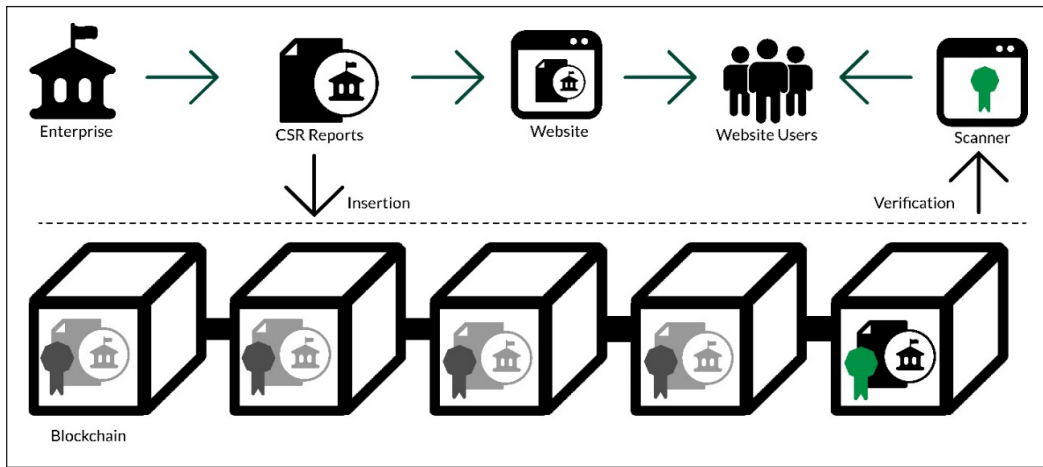 Enterprise
CSR Reports
Website
Website Users
Scanner
Insertion
Verification
Blockchain